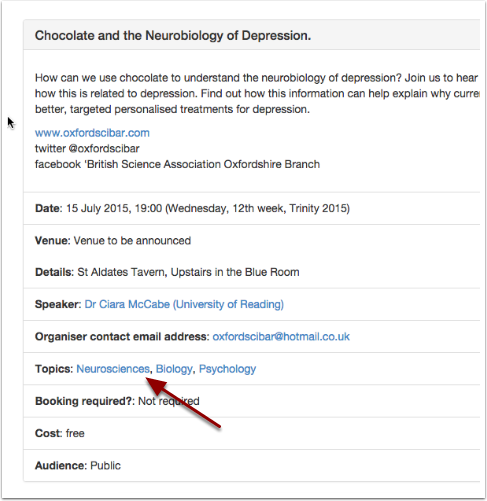 Chocolate and the Neurobiology of Depression.
How can we use chocolate to understand the neurobiology of depression? Join us to hear
how this is related to depression. Find out how this information can help explain why curre
better, targeted personalised treatments for depression.
www.oxfordscibar.com
twitter @oxfordscibar
facebook 'British Science Association Oxfordshire Branch
Date: 15 July 2015, 19:00 (Wednesday, 12th week, Trinity 2015)
Venue: Venue to be announced
Details: St Aldates Tavern, Upstairs in the Blue Room
Speaker: Dr Ciara McCabe (University of Reading)
Organiser contact email address: oxfordscibar@hotmail.co.uk
Topics: Neurosciences, Biology, Psychology
Booking required?: Not required
Cost: free
Audience: Public